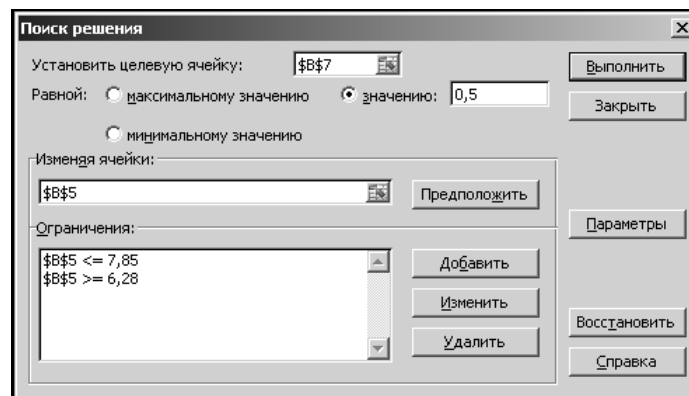 Поиск решения
Установить целевую ячейку: $B$7
Выполнить
Равной: максимальному значению значению: 0,5
Закрыть
минимальному значению
Изменяя ячейки:
$B$5 Предположить
Ограничения:
Параметры
$B$5 <= 7,85
$B$5 >= 6,28
Добавить
Изменить
Удалить
Восстановить
Справка